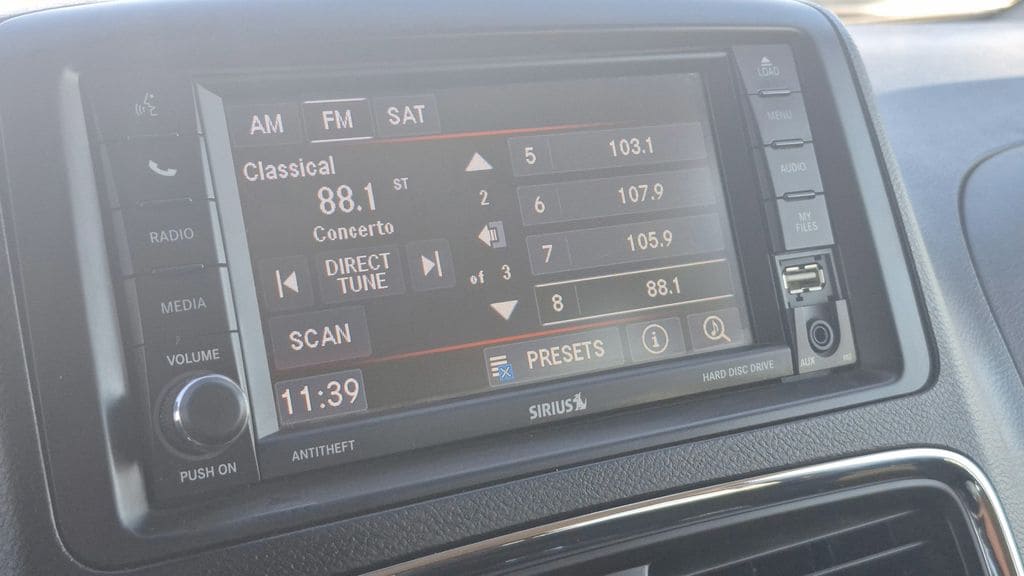 AM FM SAT
Classical
88.1 ST
Concerto
DIRECT
TUNE
SCAN
11:39
2
of 3
5 103.1
6 107.9
7 105.9
8 88.1
PRESETS
RADIO
MEDIA
VOLUME
PUSH ON
ANTITHEFT
SIRIUS
HARD DISC DRIVE
LOAD
MENU
AUDIO
MY
FILES
AUX